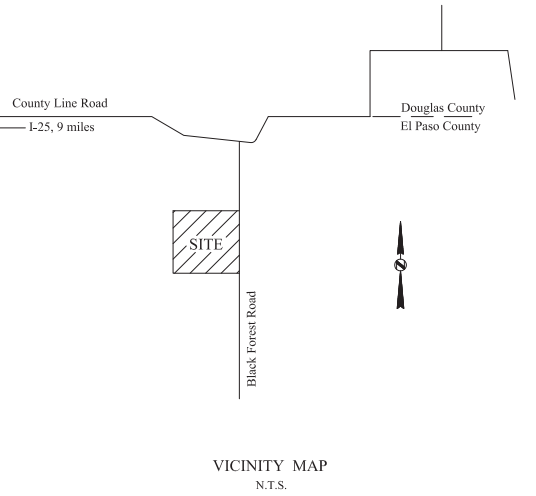 County Line Road
I-25, 9 miles
Douglas County
El Paso County
SITE
N
Black Forest Road
VICINITY MAP
N.T.S.